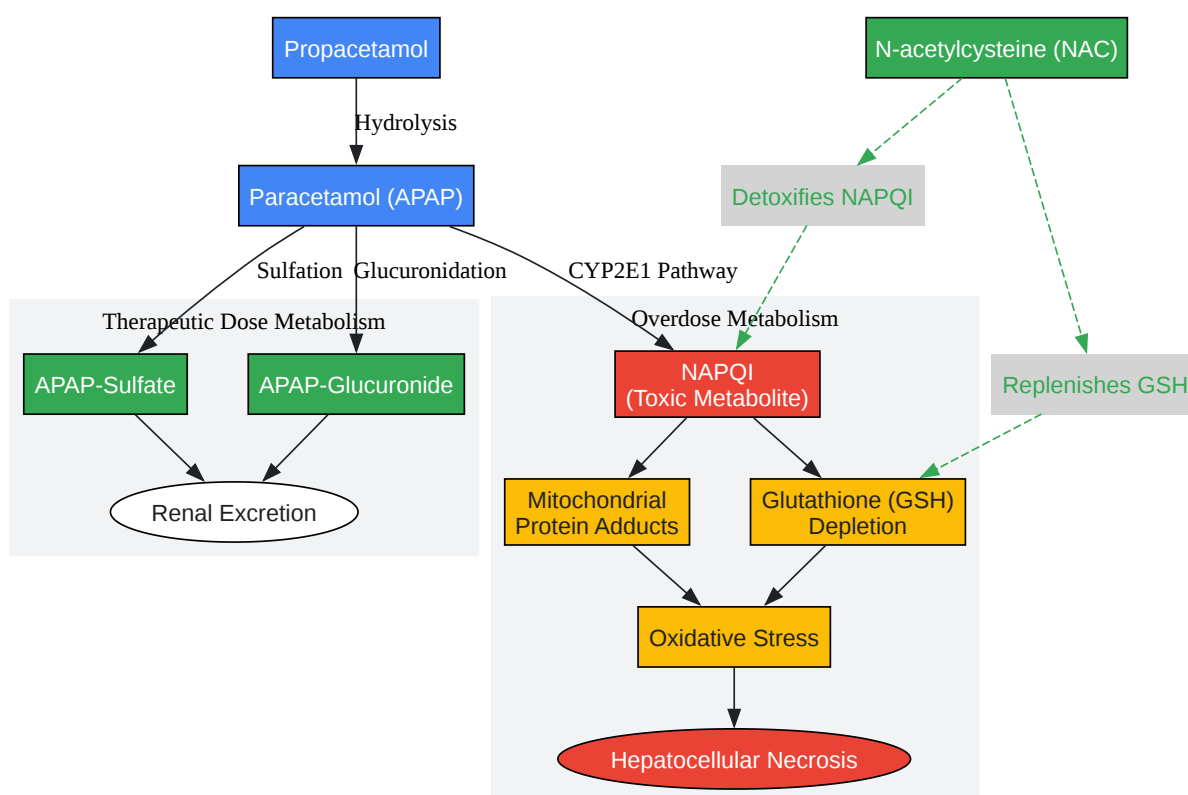 Propacetamol
N-acetylcysteine (NAC)
Hydrolysis
Paracetamol (APAP)
Detoxifies NAPQI
Sulfation
Glucuronidation
CYP2E1 Pathway
Therapeutic Dose Metabolism
Overdose Metabolism
APAP-Sulfate
APAP-Glucuronide
NAPQI
(Toxic Metabolite)
Replenishes GSH
Renal Excretion
Mitochondrial
Protein Adducts
Glutathione (GSH)
Depletion
Oxidative Stress
Hepatocellular Necrosis